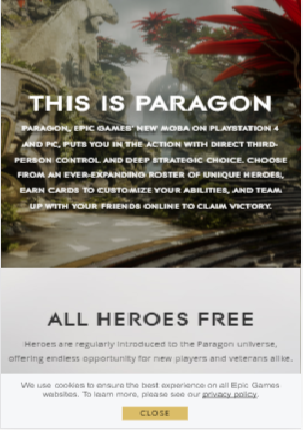 THIS IS PARAGON
PARAGON, EPIC GAMES' NEW MOBA ON PLAYSTATION 4
AND PC, PUTS YOU IN THE ACTION WITH DIRECT THIRD-
PERSON CONTROL AND DEEP STRATEGIC CHOICE. CHOOSE
FROM AN EVER-EXPANDING ROSTER OF UNIQUE HEROES,
EARN CARDS TO CUSTOMIZE YOUR ABILITIES, AND TEAM
UP WITH YOUR FRIENDS ONLINE TO CLAIM VICTORY.
ALL HEROES FREE
Heroes are regularly introduced to the Paragon universe,
offering endless opportunity for new players and veterans alike.
We use cookies to ensure the best experience on all Epic Games
websites. To learn more, please see our privacy policy.
CLOSE